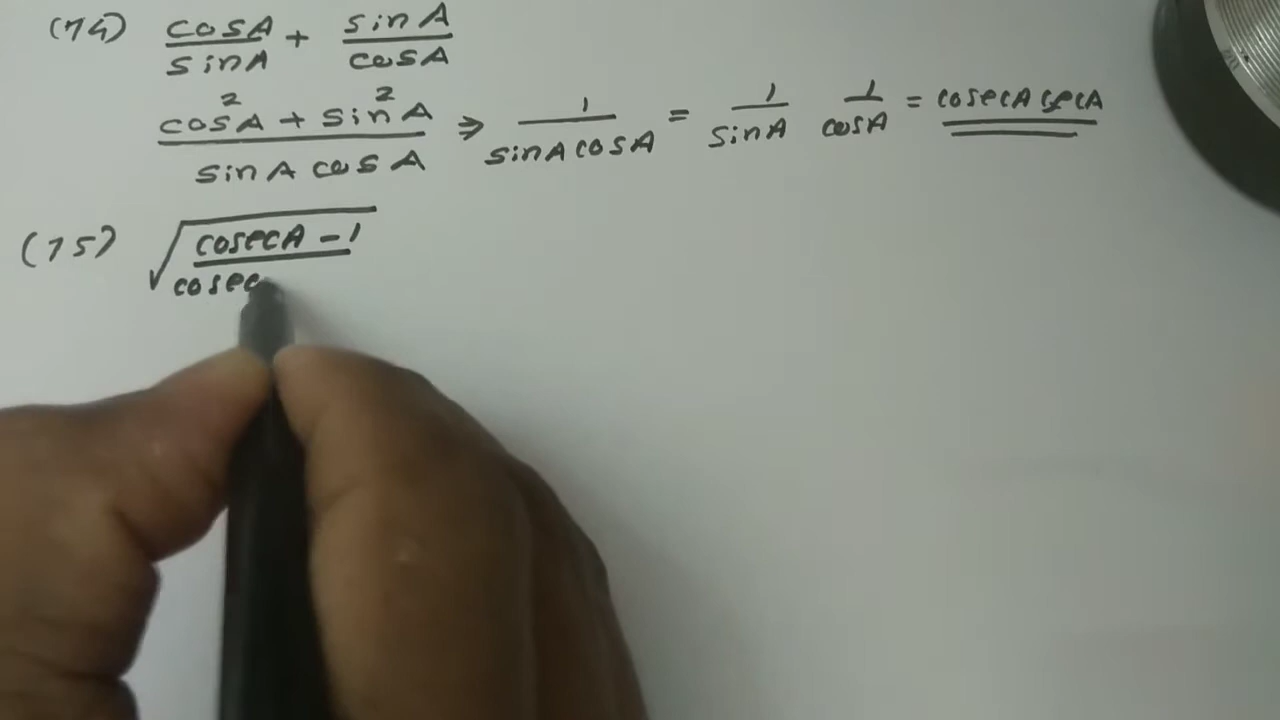 (74) cosA/sinA + sinA/cosA
cos²A + sin²A / sinA cosA ⇒ 1/sinA cosA = 1/sinA 1/cosA = cosecA secA
(75) √cosecA - 1 / cosec